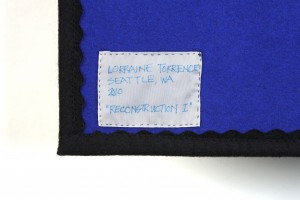 LORRAINE TORRENCE
SEATTLE, WA
2010
"RECONSTRUCTION I"